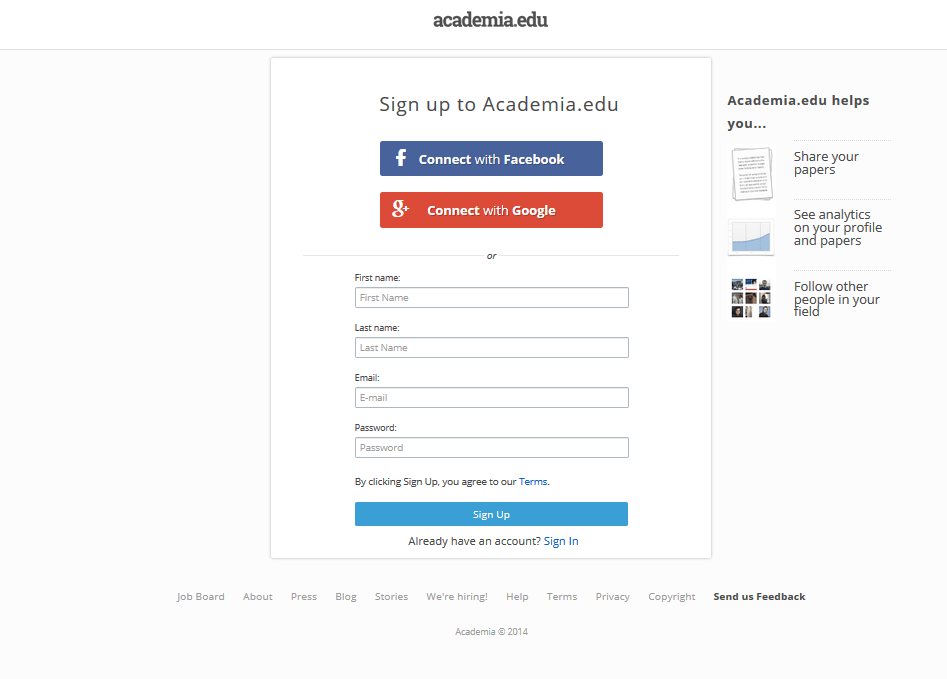 academia.edu
Sign up to Academia.edu
Connect with Facebook
Connect with Google
or
First name:
First Name
Last name:
Last Name
Email:
E-mail
Password:
Password
By clicking Sign Up, you agree to our Terms.
Sign Up
Already have an account? Sign In
Academia.edu helps
you...
Share your
papers
See analytics
on your profile
and papers
Follow other
people in your
field
Job Board About Press Blog Stories We're hiring! Help Terms Privacy Copyright Send us Feedback
Academia © 2014